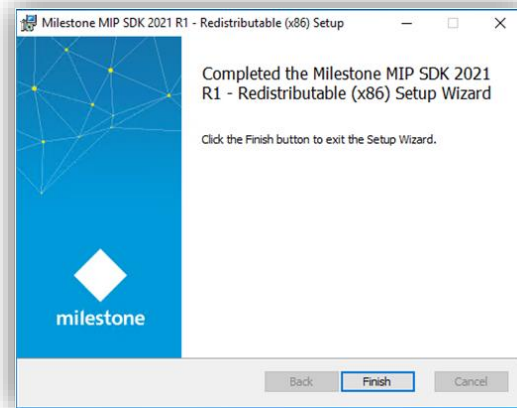 Milestone MIP SDK 2021 R1 - Redistributable (x86) Setup
Completed the Milestone MIP SDK 2021
R1 - Redistributable (x86) Setup Wizard
Click the Finish button to exit the Setup Wizard.
milestone
Back Finish Cancel